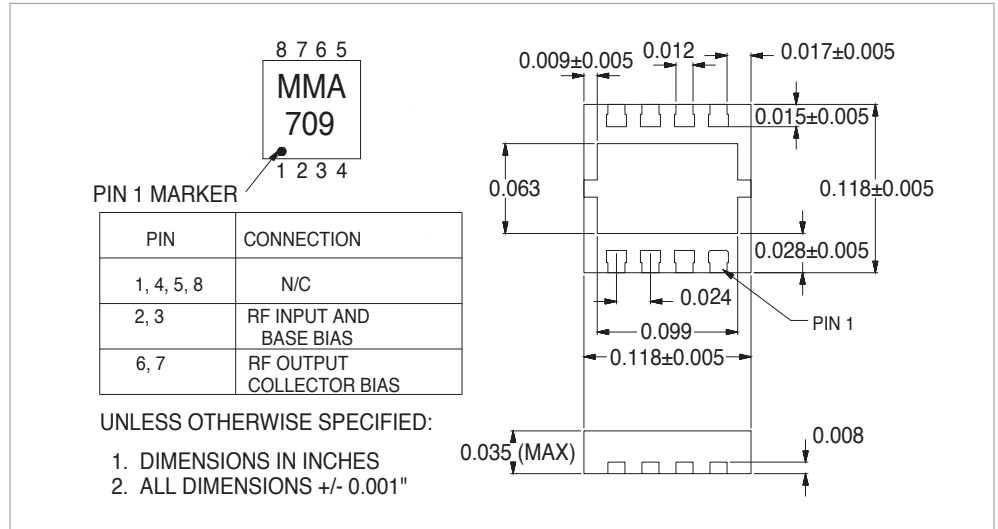 8 7 6 5
MMA
709
1 2 3 4
PIN 1 MARKER
PIN CONNECTION
1, 4, 5, 8 N/C
2, 3 RF INPUT AND
BASE BIAS
6, 7 RF OUTPUT
COLLECTOR BIAS
UNLESS OTHERWISE SPECIFIED:
1. DIMENSIONS IN INCHES
2. ALL DIMENSIONS +/- 0.001"
0.009±0.005
0.012
0.017±0.005
0.015±0.005
0.063
0.118±0.005
0.028±0.005
0.024
PIN 1
0.099
0.118±0.005
0.035 (MAX)
0.008